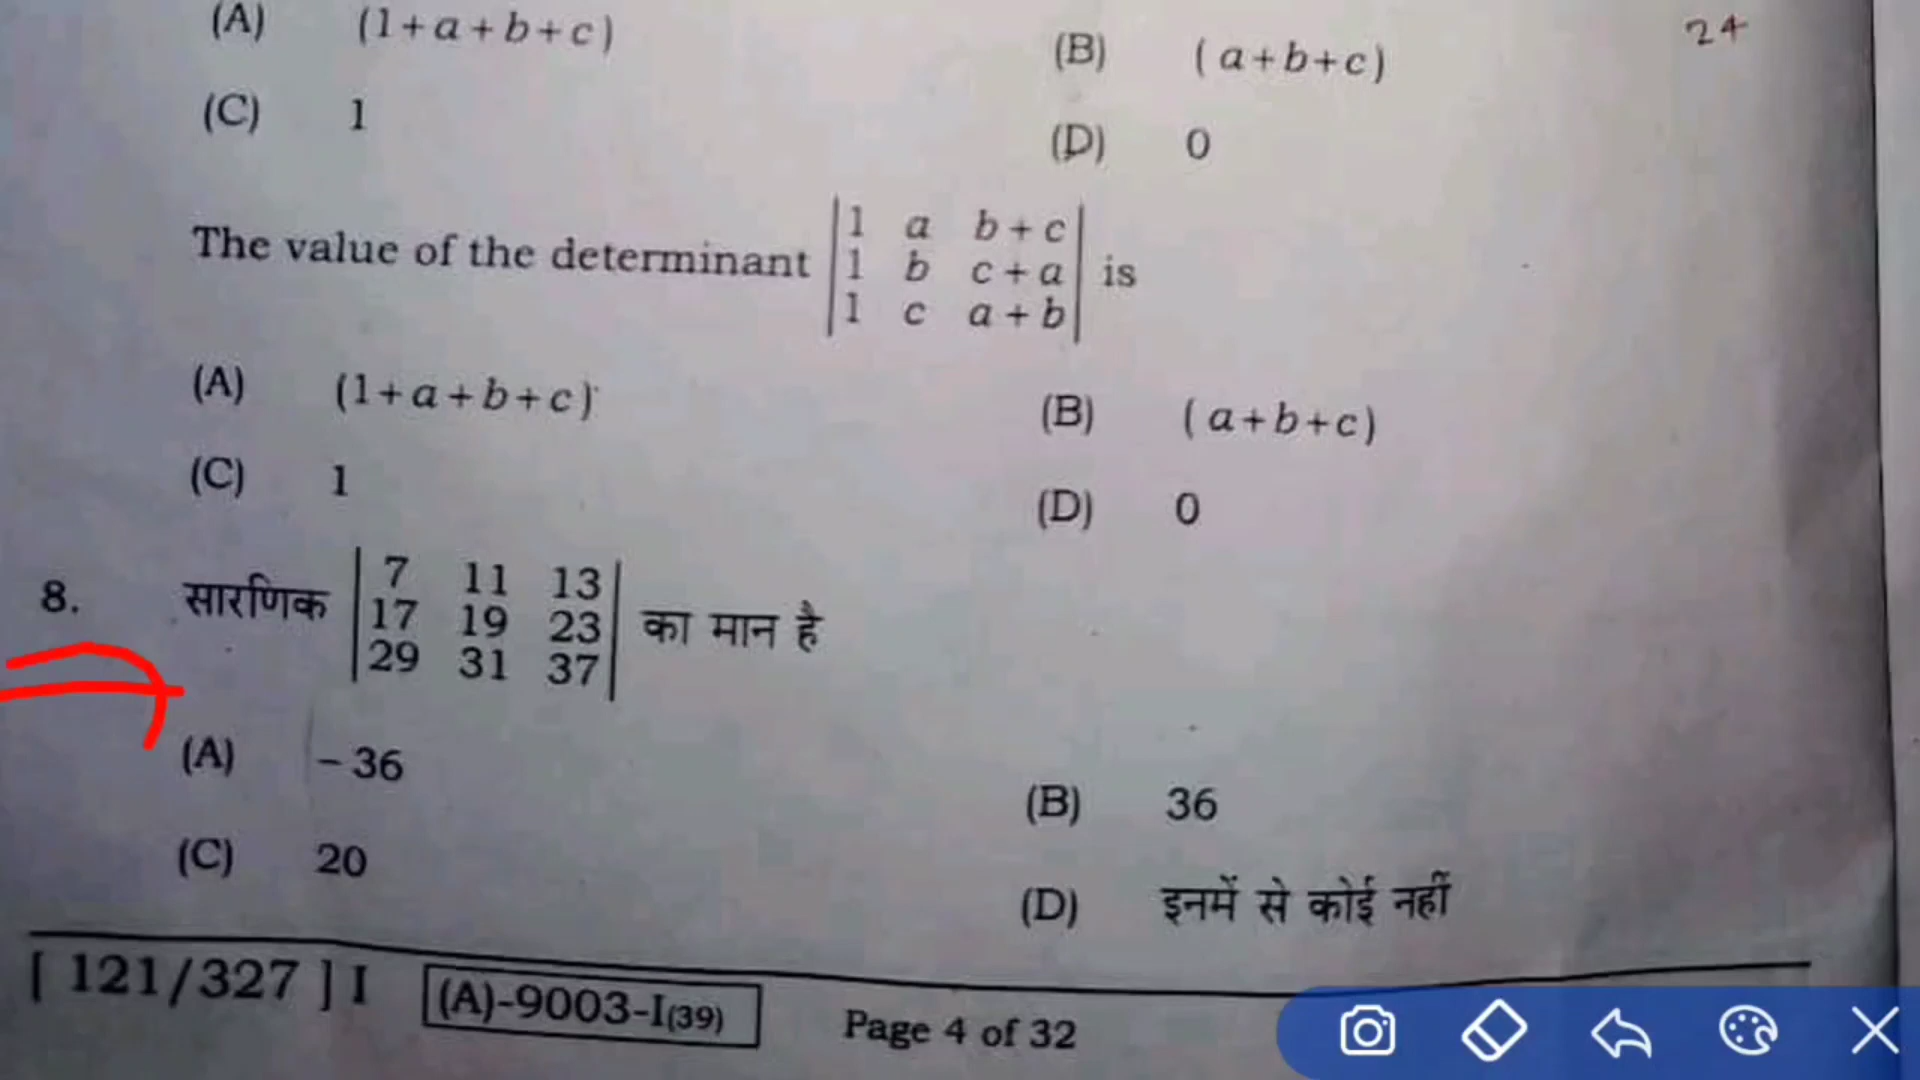 (A) (1+a+b+c)
(B) (a+b+c)
24
(C) 1
(D) 0
The value of the determinant | 1 a b+c | is
| 1 b c+a |
| 1 c a+b |
(A) (1+a+b+c)
(B) (a+b+c)
(C) 1
(D) 0
8. सारणिक | 7 11 13 | का मान है
| 17 19 23 |
| 29 31 37 |
(A) – 36
(B) 36
(C) 20
(D) इनमें से कोई नहीं
[ 121/327 ] I (A)-9003-I(39) Page 4 of 32